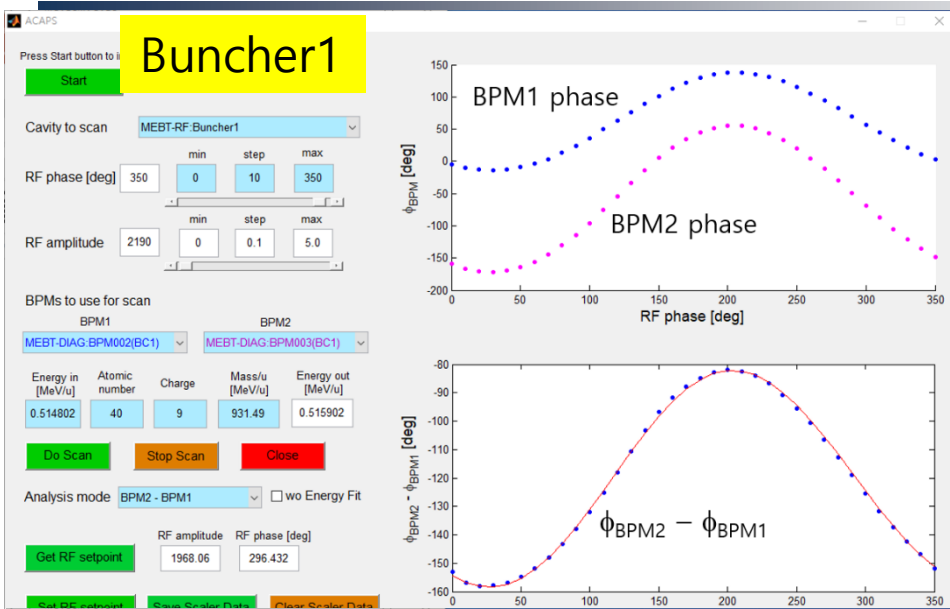 ACAPS
Buncher1
Press Start button to i
Start
Cavity to scan MEBT-RF:Buncher1
min step max
RF phase [deg] 350 0 10 350
min step max
RF amplitude 2190 0 0.1 5.0
BPMs to use for scan
BPM1 BPM2
MEBT-DIAG:BPM002(BC1) MEBT-DIAG:BPM003(BC1)
Energy in [MeV/u] Atomic number Charge Mass/u [MeV/u] Energy out [MeV/u]
0.514802 40 9 931.49 0.515902
Do Scan Stop Scan Close
Analysis mode BPM2 - BPM1 wo Energy Fit
RF amplitude RF phase [deg]
Get RF setpoint 1968.06 296.432
Set RF setpoint Save Scaler Data Clear Scaler Data
150
100
50
0
-50
-100
-150
-200
ϕBPM [deg]
BPM1 phase
BPM2 phase
0 50 100 150 200 250 300 350
RF phase [deg]
-80
-90
-100
-110
-120
-130
-140
-150
-160
ϕBPM2 - ϕBPM1 [deg]
ϕBPM2 − ϕBPM1
0 50 100 150 200 250 300 350